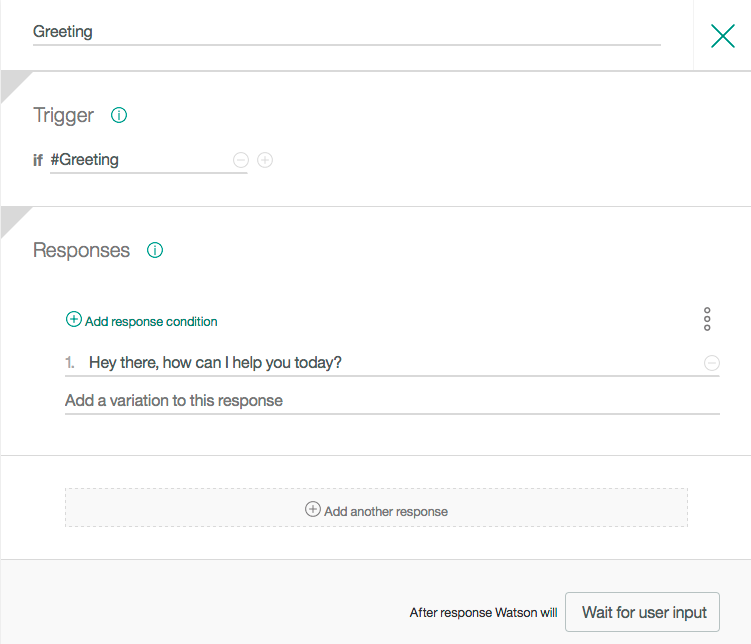 Greeting
Trigger
if #Greeting
Responses
Add response condition
1. Hey there, how can I help you today?
Add a variation to this response
Add another response
After response Watson will Wait for user input